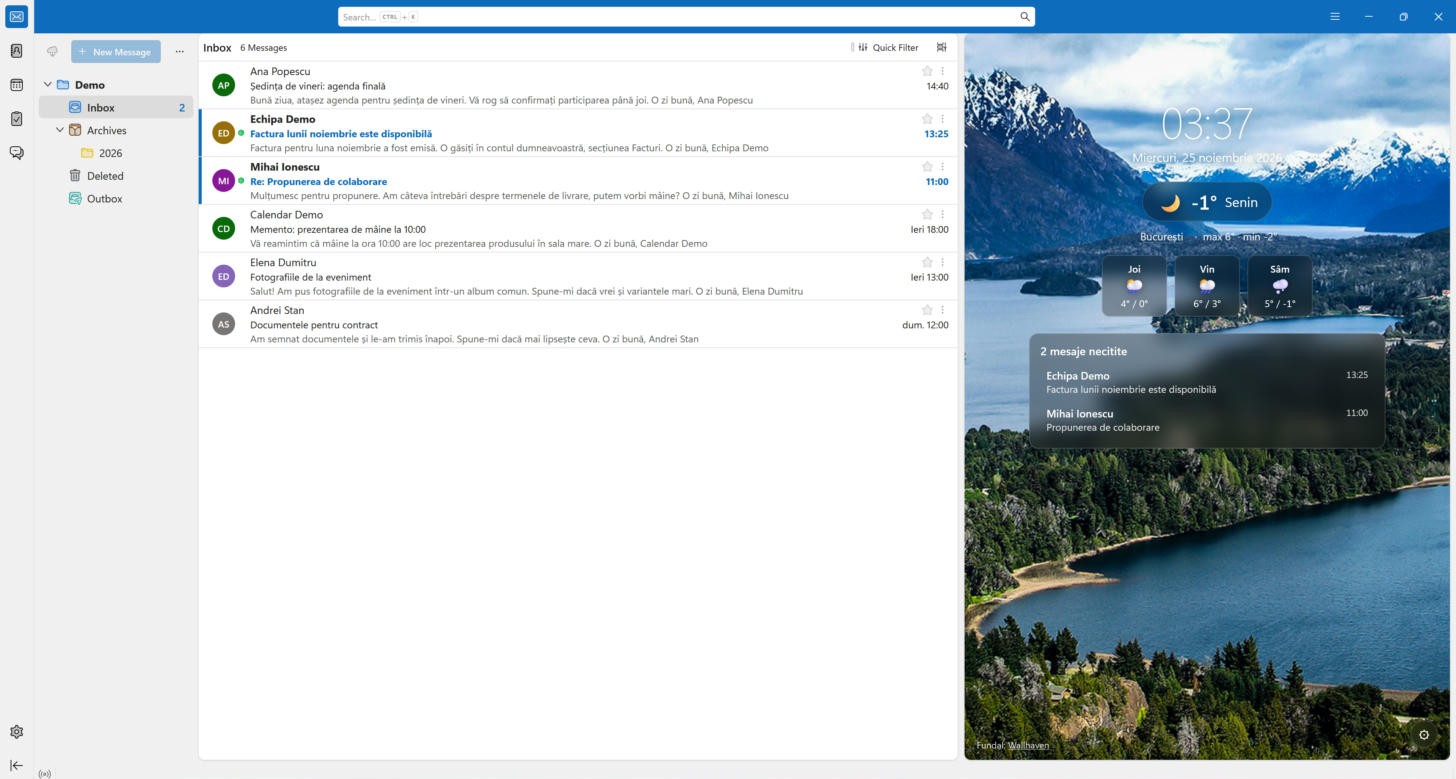 Search... CTRL + K
New Message
Demo
Inbox 2
Archives
2026
Deleted
Outbox
Inbox 6 Messages
Quick Filter
AP
Ana Popescu
Ședința de vineri: agenda finală 14:40
Bună ziua, atașez agenda pentru ședința de vineri. Vă rog să confirmați participarea până joi. O zi bună, Ana Popescu
ED
Echipa Demo
Factura lunii noiembrie este disponibilă 13:25
Factura pentru luna noiembrie a fost emisă. O găsiți în contul dumneavoastră, secțiunea Facturi. O zi bună, Echipa Demo
MI
Mihai Ionescu
Re: Propunerea de colaborare 11:00
Mulțumesc pentru propunere. Am câteva întrebări despre termenele de livrare, putem vorbi mâine? O zi bună, Mihai Ionescu
CD
Calendar Demo
Memento: prezentarea de mâine la 10:00 Ieri 18:00
Vă reamintim că mâine la ora 10:00 are loc prezentarea produsului în sala mare. O zi bună, Calendar Demo
ED
Elena Dumitru
Fotografiile de la eveniment Ieri 13:00
Salut! Am pus fotografiile de la eveniment într-un album comun. Spune-mi dacă vrei și variantele mari. O zi bună, Elena Dumitru
AS
Andrei Stan
Documentele pentru contract dum. 12:00
Am semnat documentele și le-am trimis înapoi. Spune-mi dacă mai lipsește ceva. O zi bună, Andrei Stan
03:37
Miercuri, 25 noiembrie 2026
-1° Senin
București · max 6° · min -2°
Joi Vin Sâm
4° / 0° 6° / 3° 5° / -1°
2 mesaje necitite
Echipa Demo 13:25
Factura lunii noiembrie este disponibilă
Mihai Ionescu 11:00
Propunerea de colaborare
Fundal: Wallhaven